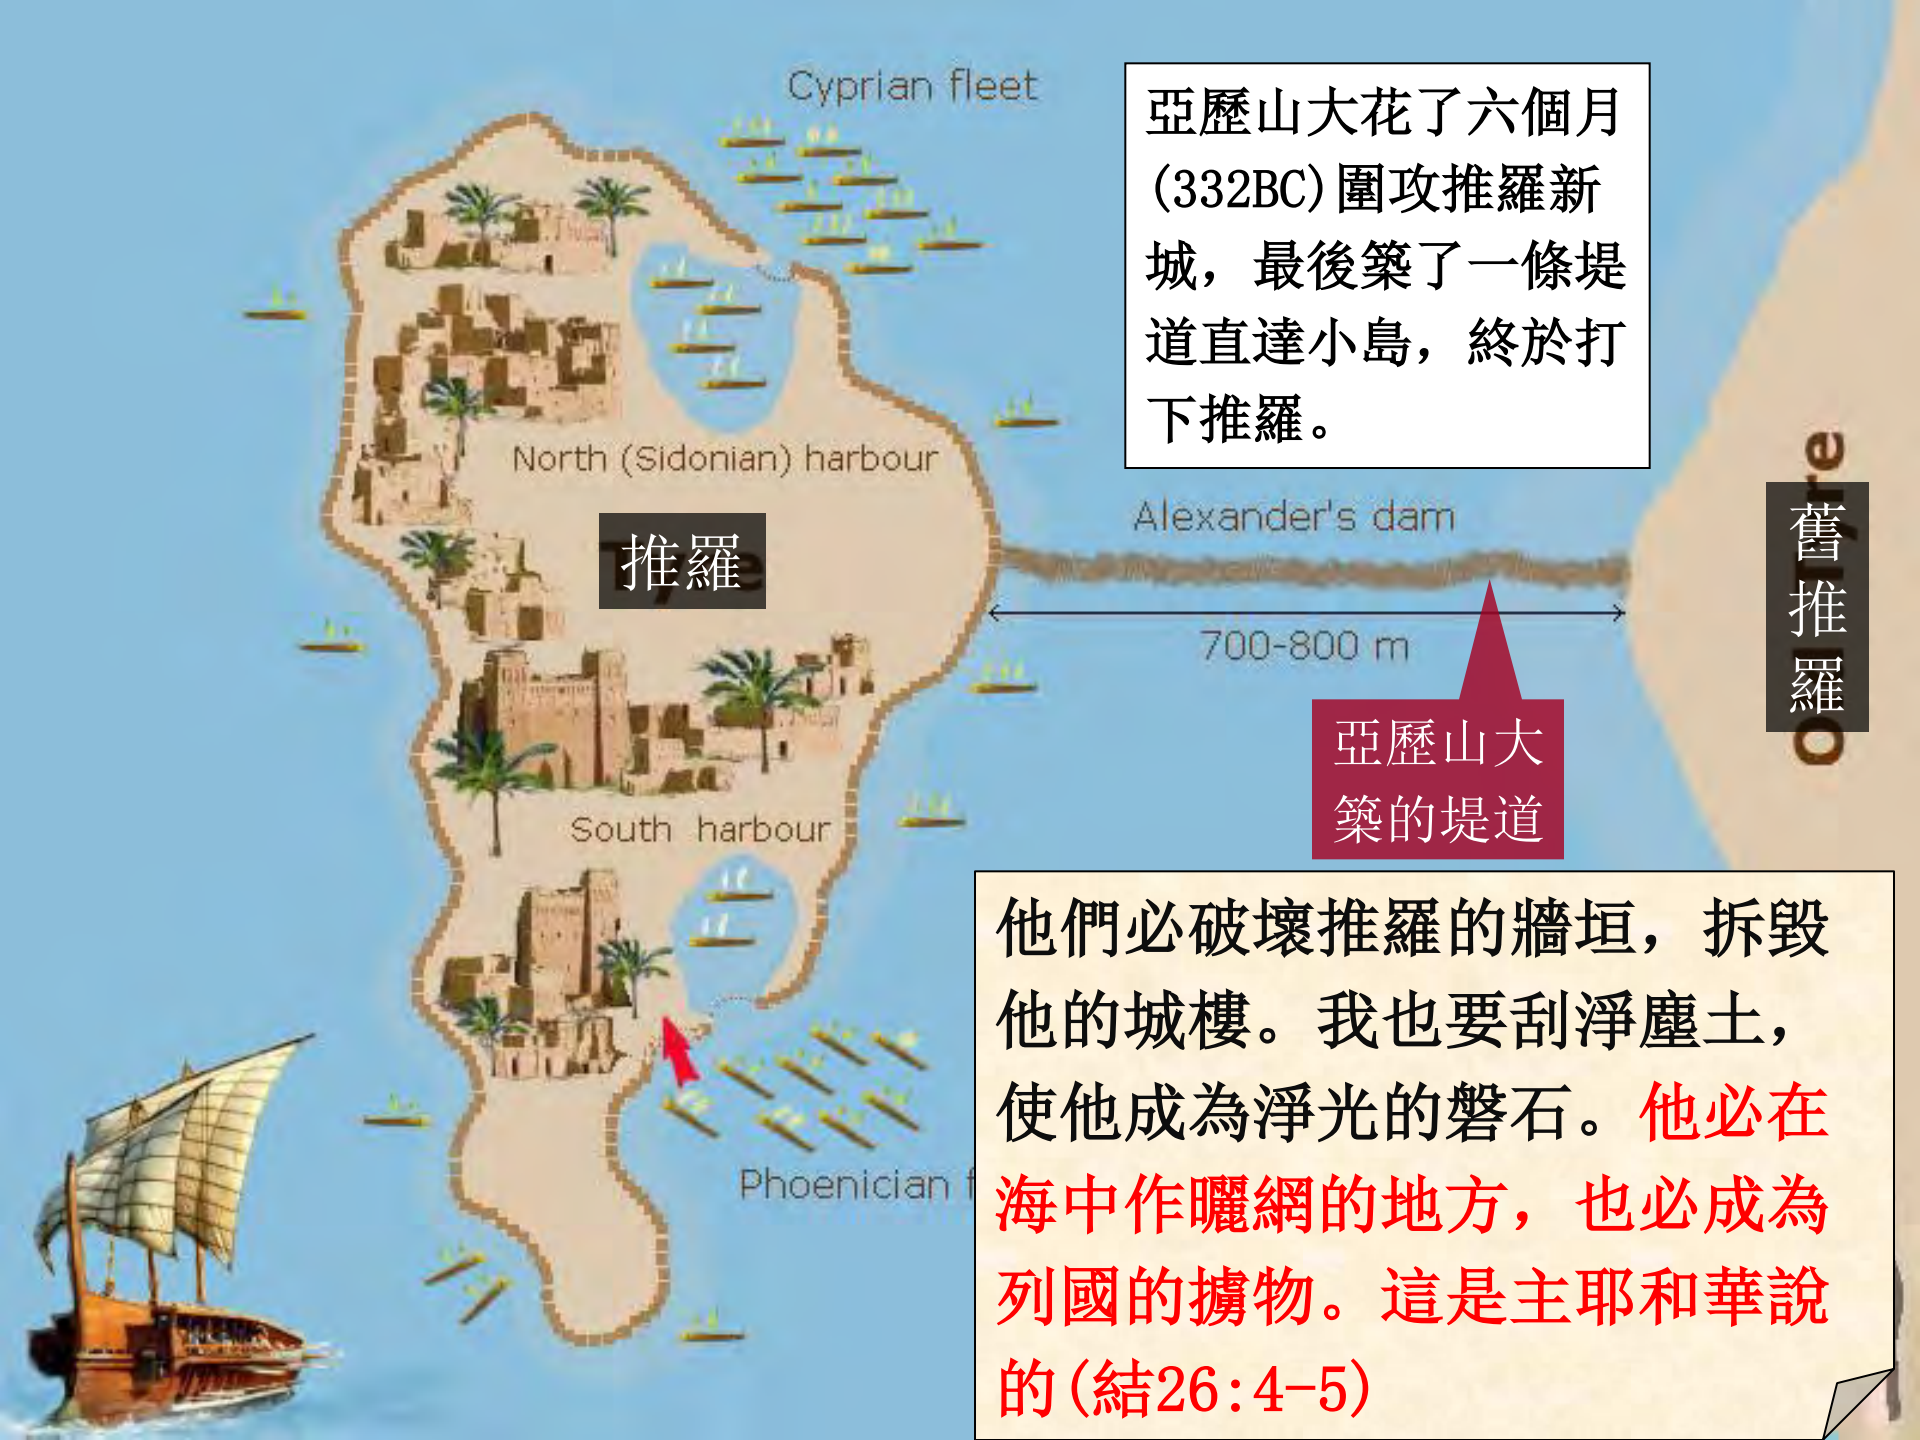 Cyprian fleet
亞歷山大花了六個月
(332BC)圍攻推羅新
城，最後築了一條堤
道直達小島，終於打
下推羅。
North (Sidonian) harbour
Alexander's dam
推羅
舊推羅
700-800 m
亞歷山大
築的堤道
South harbour
他們必破壞推羅的牆垣，拆毀
他的城樓。我也要刮淨塵土，
使他成為淨光的磐石。他必在
海中作曬網的地方，也必成為
列國的擄物。這是主耶和華說
的(結26:4-5)
Phoenician